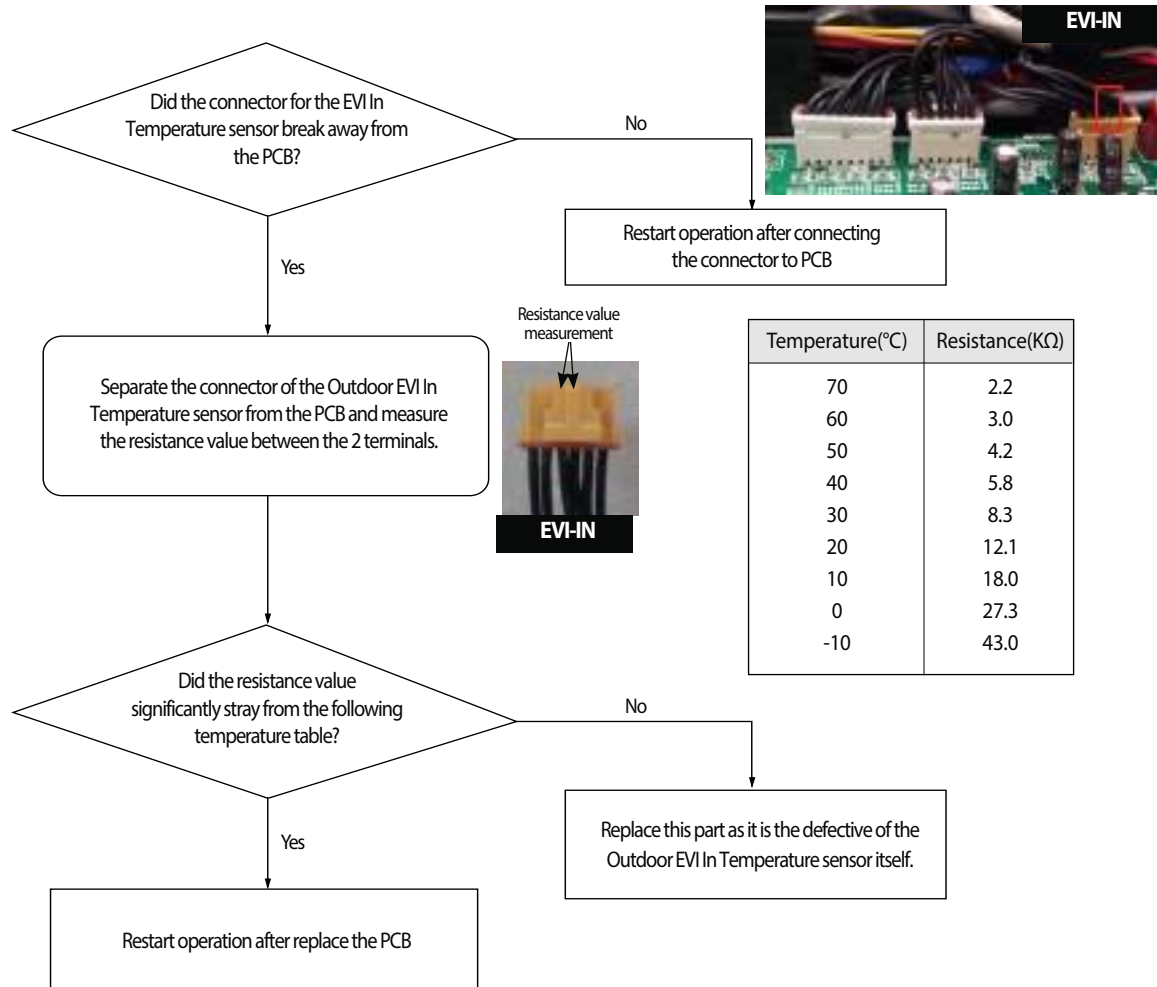 EVI-IN
Did the connector for the EVI In
Temperature sensor break away from
the PCB?
No
Restart operation after connecting
the connector to PCB
Yes
Resistance value
measurement
Separate the connector of the Outdoor EVI In
Temperature sensor from the PCB and measure
the resistance value between the 2 terminals.
EVI-IN
Temperature(°C) Resistance(KΩ)
70 2.2
60 3.0
50 4.2
40 5.8
30 8.3
20 12.1
10 18.0
0 27.3
-10 43.0
Did the resistance value
significantly stray from the following
temperature table?
No
Replace this part as it is the defective of the
Outdoor EVI In Temperature sensor itself.
Yes
Restart operation after replace the PCB